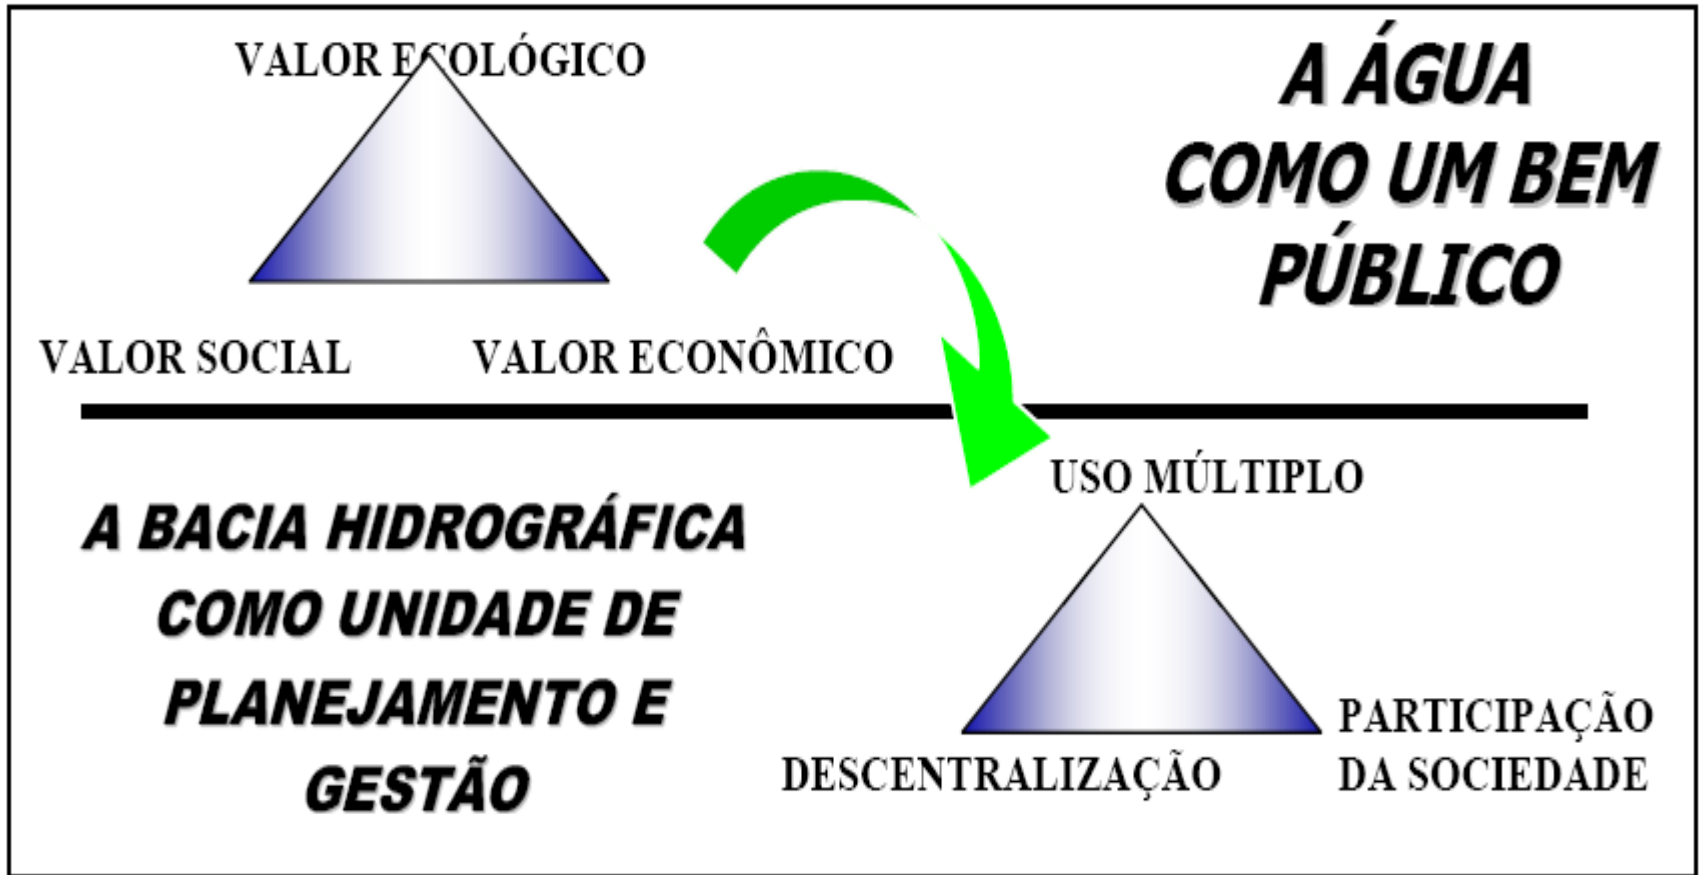 VALOR ECOLÓGICO
A ÁGUA
COMO UM BEM
PÚBLICO
VALOR SOCIAL
VALOR ECONÔMICO
A BACIA HIDROGRÁFICA
COMO UNIDADE DE
PLANEJAMENTO E
GESTÃO
USO MÚLTIPLO
DESCENTRALIZAÇÃO
PARTICIPAÇÃO
DA SOCIEDADE